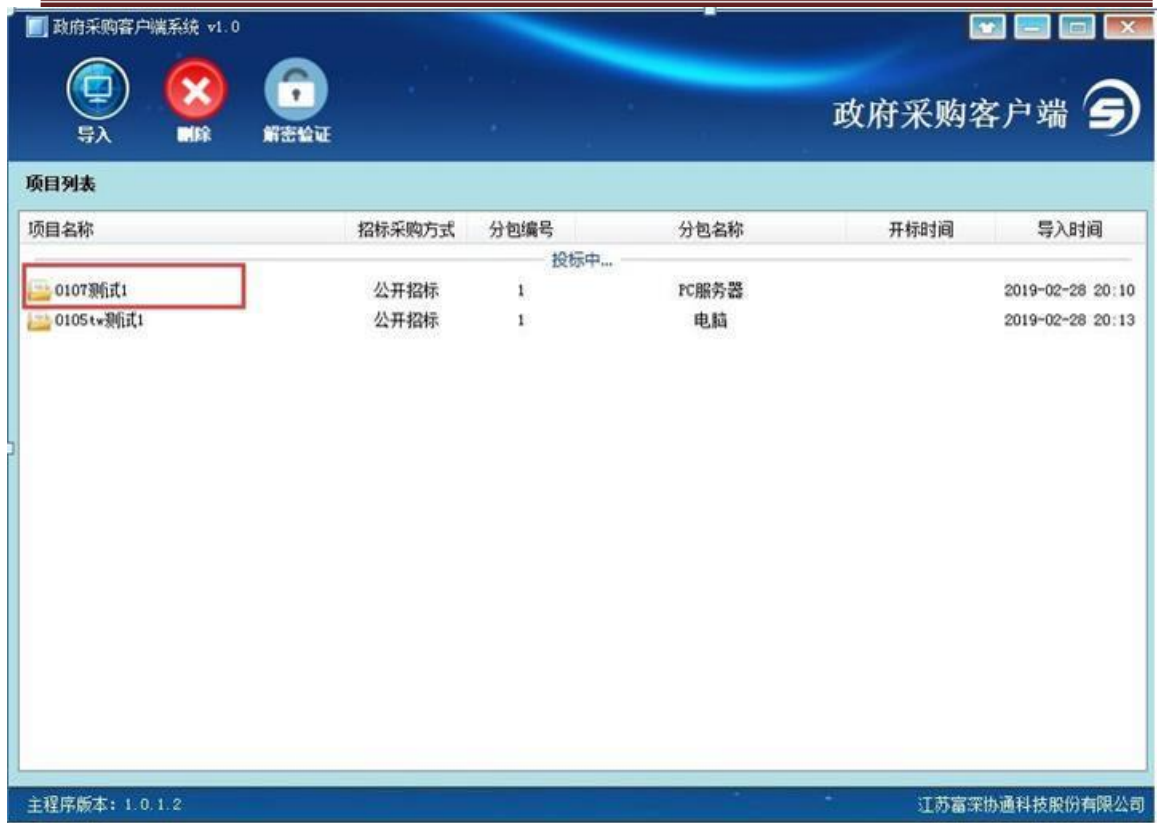 政府采购客户端系统 v1.0
导入 删除 解密验证
政府采购客户端
项目列表
项目名称 招标采购方式 分包编号 分包名称 开标时间 导入时间
投标中...
0107测试1 公开招标 1 PC服务器 2019-02-28 20:10
0105tw测试1 公开招标 1 电脑 2019-02-28 20:13
主程序版本: 1.0.1.2 江苏富深协通科技股份有限公司